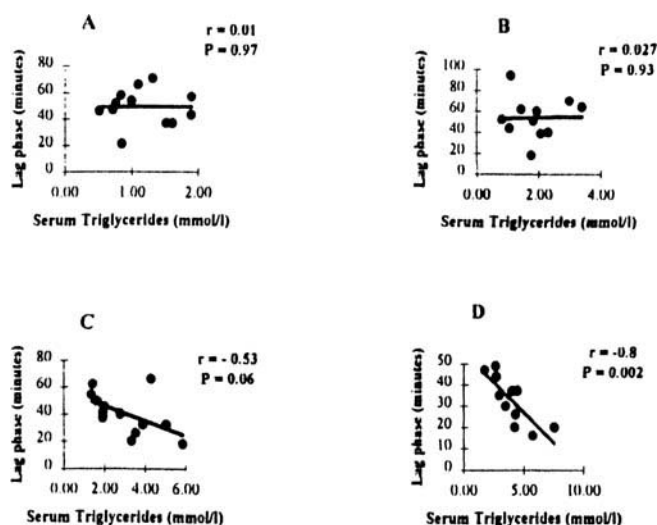 A
r = 0.01
P = 0.97
Lag phase (minutes)
80
60
40
20
0
0.00 1.00 2.00
Serum Triglycerides (mmol/l)
B
r = 0.027
P = 0.93
Lag phase (minutes)
100
80
60
40
20
0
0.00 2.00 4.00
Serum Triglycerides (mmol/l)
C
r = - 0.53
P = 0.06
Lag phase (minutes)
80
60
40
20
0
0.00 2.00 4.00 6.00
Serum Triglycerides (mmol/l)
D
r = -0.8
P = 0.002
Lag phase (minutes)
50
40
30
20
10
0
0.00 5.00 10.00
Serum Triglycerides (mmol/l)